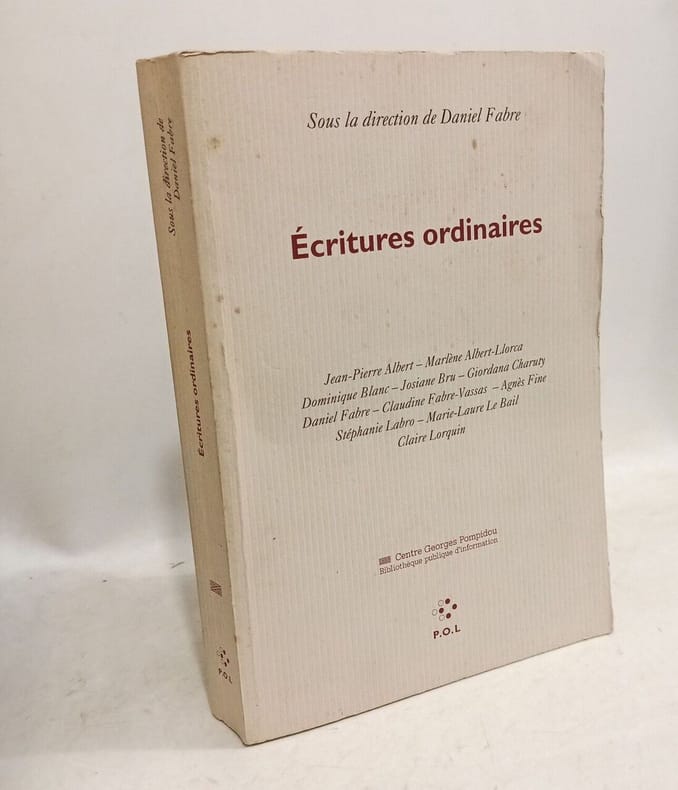 Sous la direction de Daniel Fabre
Écritures ordinaires
Jean-Pierre Albert – Marlène Albert-Llorca
Dominique Blanc – Josiane Bru – Giordana Charuty
Daniel Fabre – Claudine Fabre-Vassas – Agnès Fine
Stéphanie Labro – Marie-Laure Le Bail
Claire Lorquin
Centre Georges Pompidou
Bibliothèque publique d'information
P.O.L
Sous la direction de
Daniel Fabre
Écritures ordinaires
P.O.L